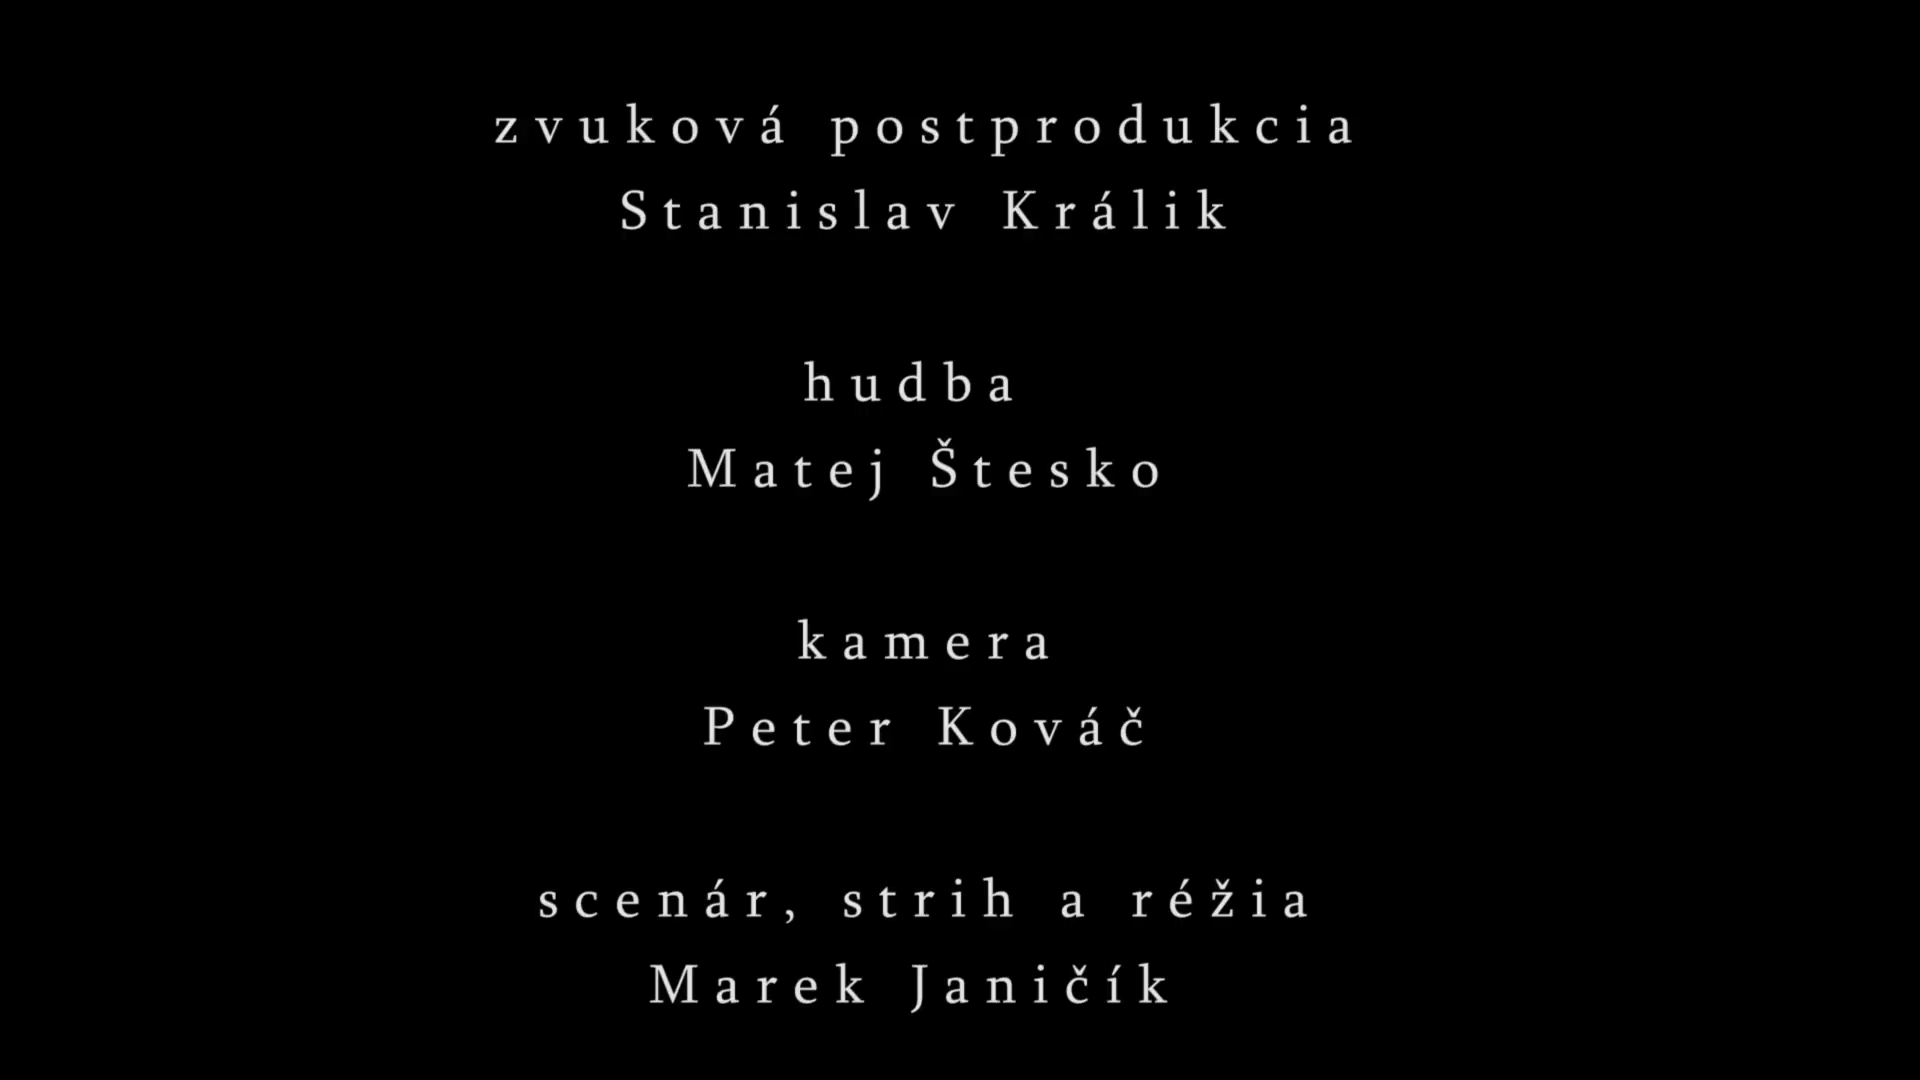 zvuková postprodukcia
Stanislav Králik
hudba
Matej Štesko
kamera
Peter Kováč
scenár, strih a réžia
Marek Janičík